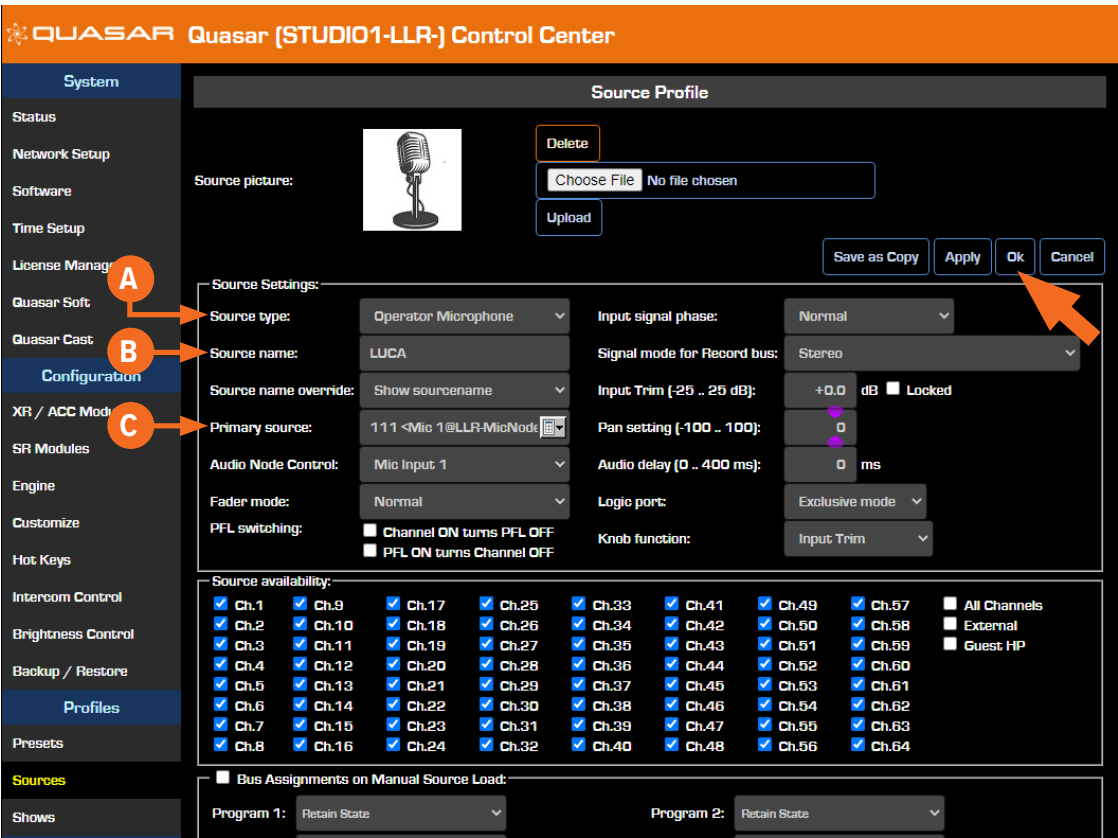 QUASAR Quasar (STUDIO1-LLR-) Control Center
System
Status
Network Setup
Software
Time Setup
License Manag
Quasar Soft
Quasar Cast
Configuration
XR / ACC Mod
SR Modules
Engine
Customize
Hot Keys
Intercom Control
Brightness Control
Backup / Restore
Profiles
Presets
Sources
Shows
A
B
C
Source Profile
Source picture:
Delete
Choose File No file chosen
Upload
Save as Copy Apply Ok Cancel
Source Settings:
Source type: Operator Microphone
Source name: LUCA
Source name override: Show sourcename
Primary source: 111 <Mic 1@LLR-MicNode
Audio Node Control: Mic Input 1
Fader mode: Normal
PFL switching: Channel ON turns PFL OFF
PFL ON turns Channel OFF
Input signal phase: Normal
Signal mode for Record bus: Stereo
Input Trim (-25 .. 25 dB): +0.0 dB Locked
Pan setting (-100 .. 100): 0
Audio delay (0 .. 400 ms): 0 ms
Logic port: Exclusive mode
Knob function: Input Trim
Source availability:
Ch.1 Ch.9 Ch.17 Ch.25 Ch.33 Ch.41 Ch.49 Ch.57 All Channels
Ch.2 Ch.10 Ch.18 Ch.26 Ch.34 Ch.42 Ch.50 Ch.58 External
Ch.3 Ch.11 Ch.19 Ch.27 Ch.35 Ch.43 Ch.51 Ch.59 Guest HP
Ch.4 Ch.12 Ch.20 Ch.28 Ch.36 Ch.44 Ch.52 Ch.60
Ch.5 Ch.13 Ch.21 Ch.29 Ch.37 Ch.45 Ch.53 Ch.61
Ch.6 Ch.14 Ch.22 Ch.30 Ch.38 Ch.46 Ch.54 Ch.62
Ch.7 Ch.15 Ch.23 Ch.31 Ch.39 Ch.47 Ch.55 Ch.63
Ch.8 Ch.16 Ch.24 Ch.32 Ch.40 Ch.48 Ch.56 Ch.64
Bus Assignments on Manual Source Load:
Program 1: Retain State Program 2: Retain State